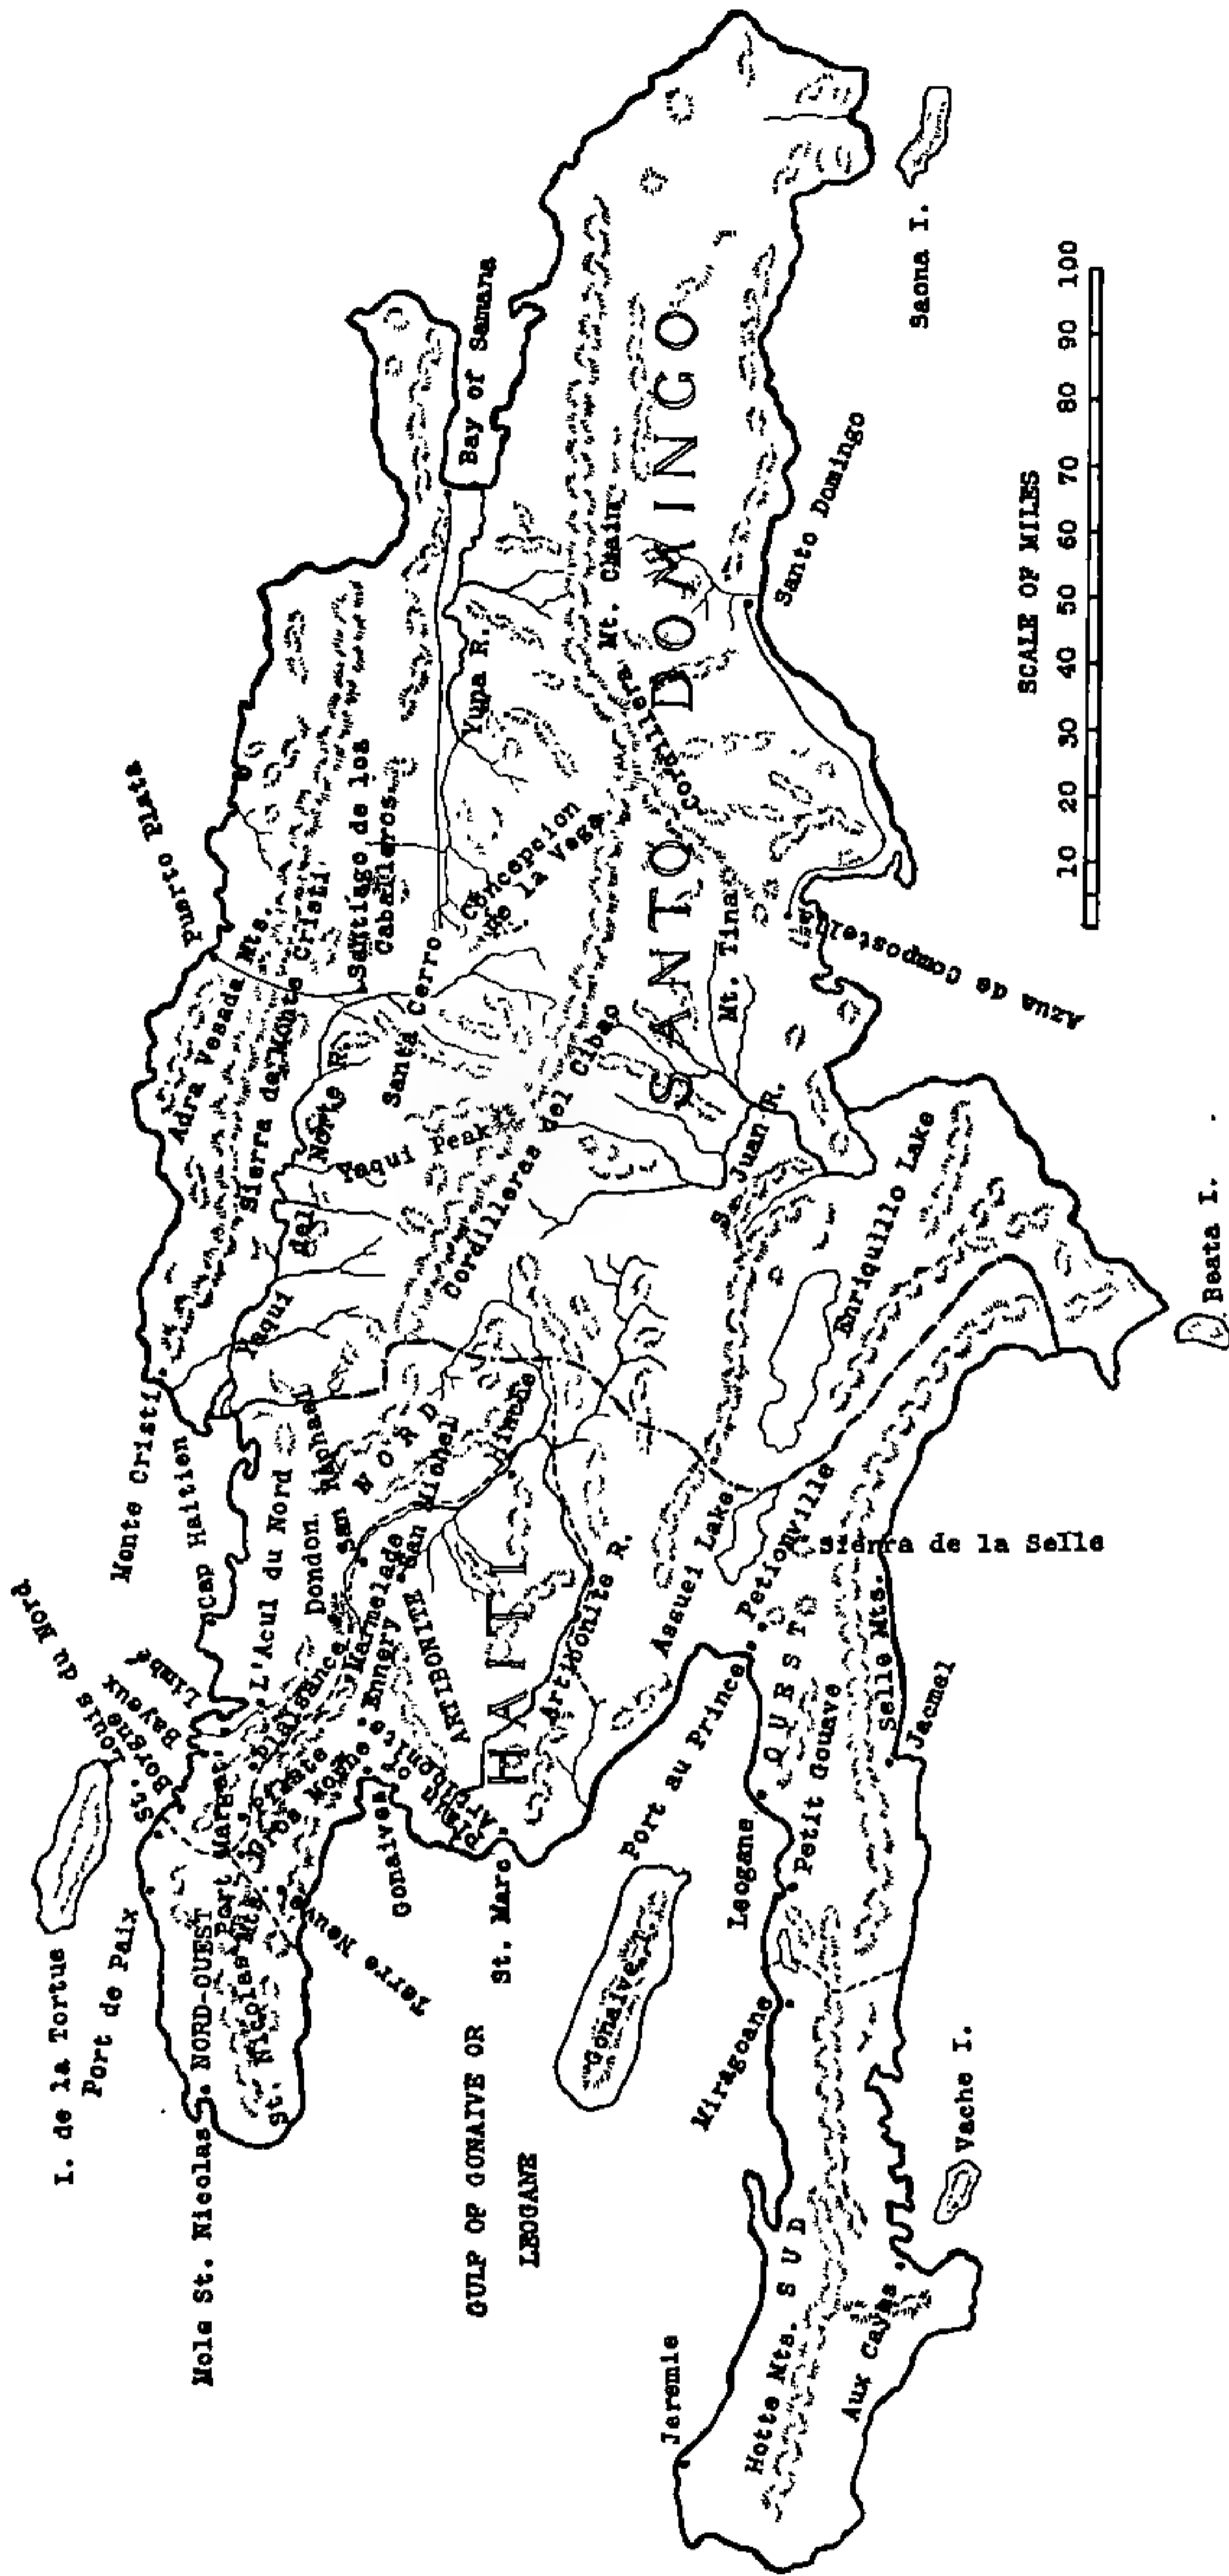 I. de la Tortue
Port de Paix
Mole St. Nicolas
NORD-OUEST
Port Margot
St. Nicolas Mts.
St. Louis du Nord
Borgne
Bayeux
Limbé
Cap Haitien
Monte Cristi
L'Acul du Nord
Dondon
San Raphael
Plaisance
Marmelade
Ennery
San Michel
Hinche
NORD
Terre Neuve
Gonaives
ARTIBONITE
Artibonite
St. Marc
HAITI
Artibonite R.
GULF OF GONAIVE OR
LEOGANE
Gonaive I.
Port au Prince
Assuei Lake
Petionville
Sierra de la Selle
OUEST
Leogane
Petit Gouave
Selle Mts.
Jacmel
Miragoane
Jeremie
Hotte Mts.
SUD
Aux Cayes
Vache I.
Puerto Plata
Adra Vesada Mts.
Sierra de Monte Cristi
Yaqui del Norte R.
Santiago de los
Caballeros
Santa Cerro
Concepcion
de la Vega
Yaqui Peak
Cordilleras del Cibao
Yuna R.
Bay of Samana
Mt. Chain
Cordillera
SANTO DOMINGO
Mt. Tina
S. Juan R.
Enriquillo Lake
Azua de Compostela
Santo Domingo
Saona I.
Beata I.
SCALE OF MILES
10 20 30 40 50 60 70 80 90 100